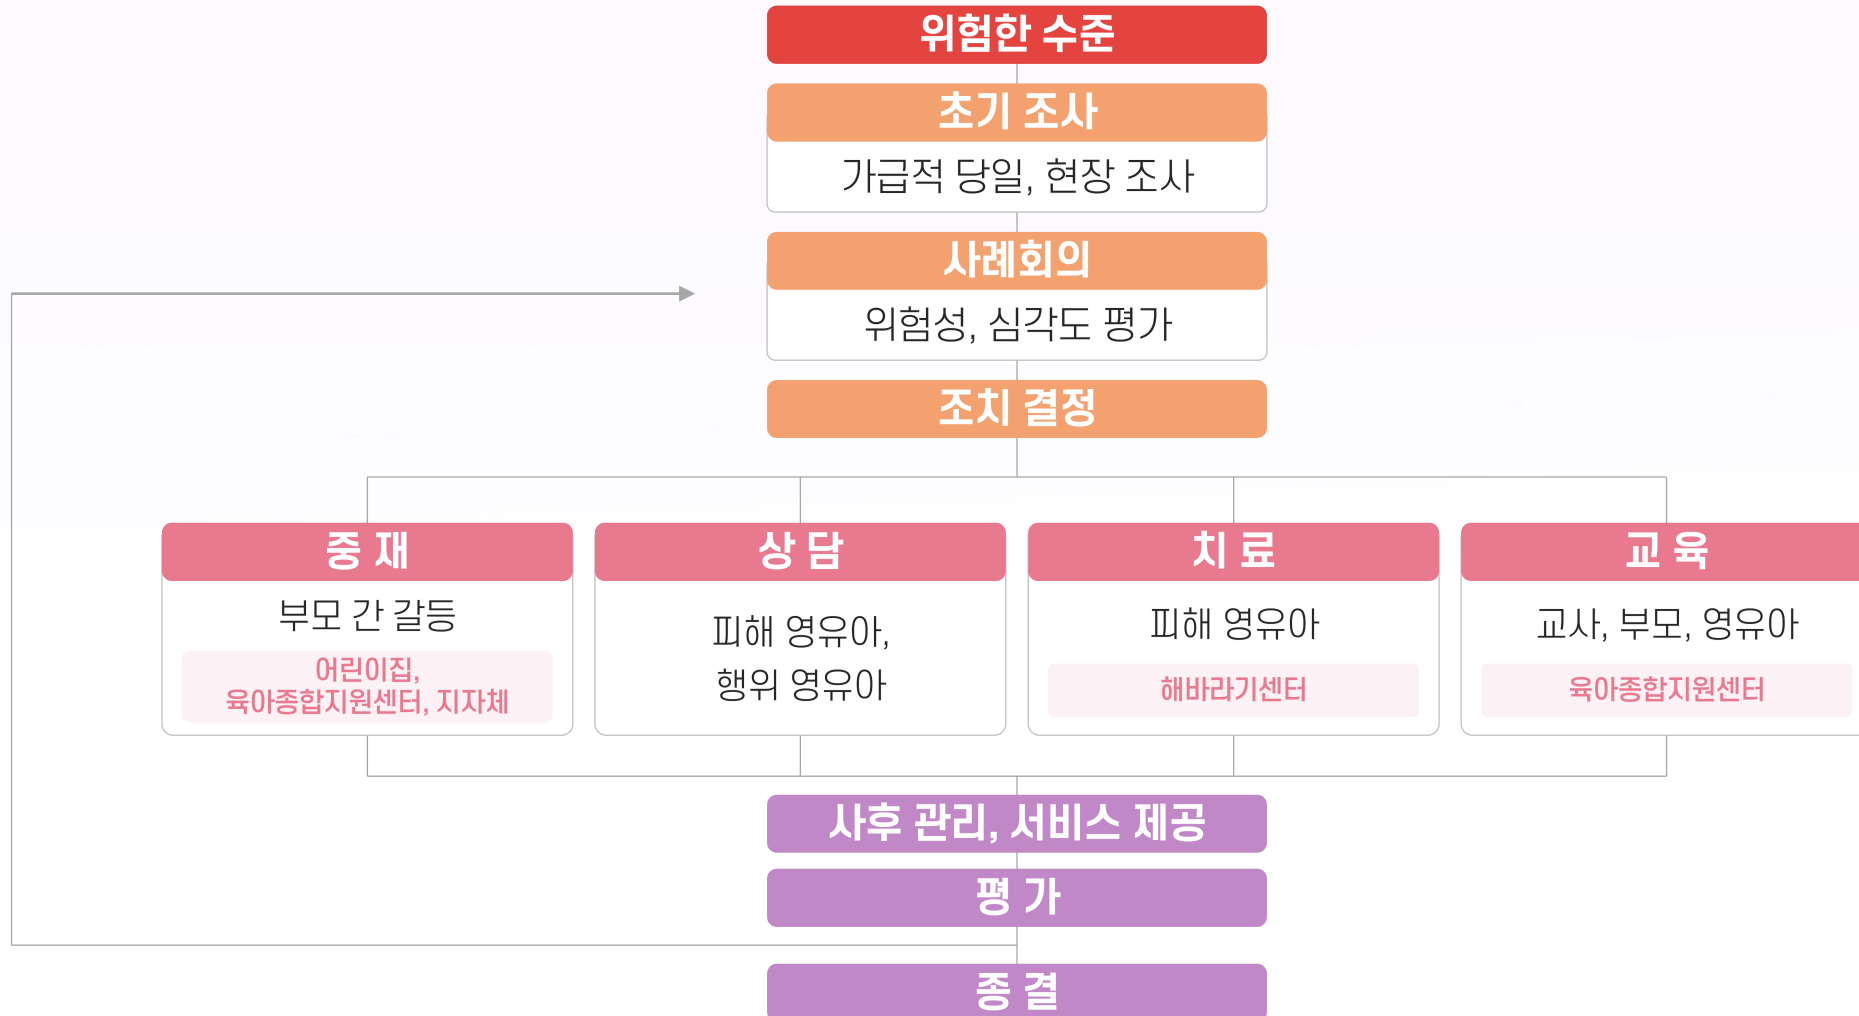 위험한 수준
초기 조사
가급적 당일, 현장 조사
사례회의
위험성, 심각도 평가
조치 결정
중 재
부모 간 갈등
어린이집,
육아종합지원센터, 지자체
상 담
피해 영유아,
행위 영유아
치 료
피해 영유아
해바라기센터
교 육
교사, 부모, 영유아
육아종합지원센터
사후 관리, 서비스 제공
평 가
종 결